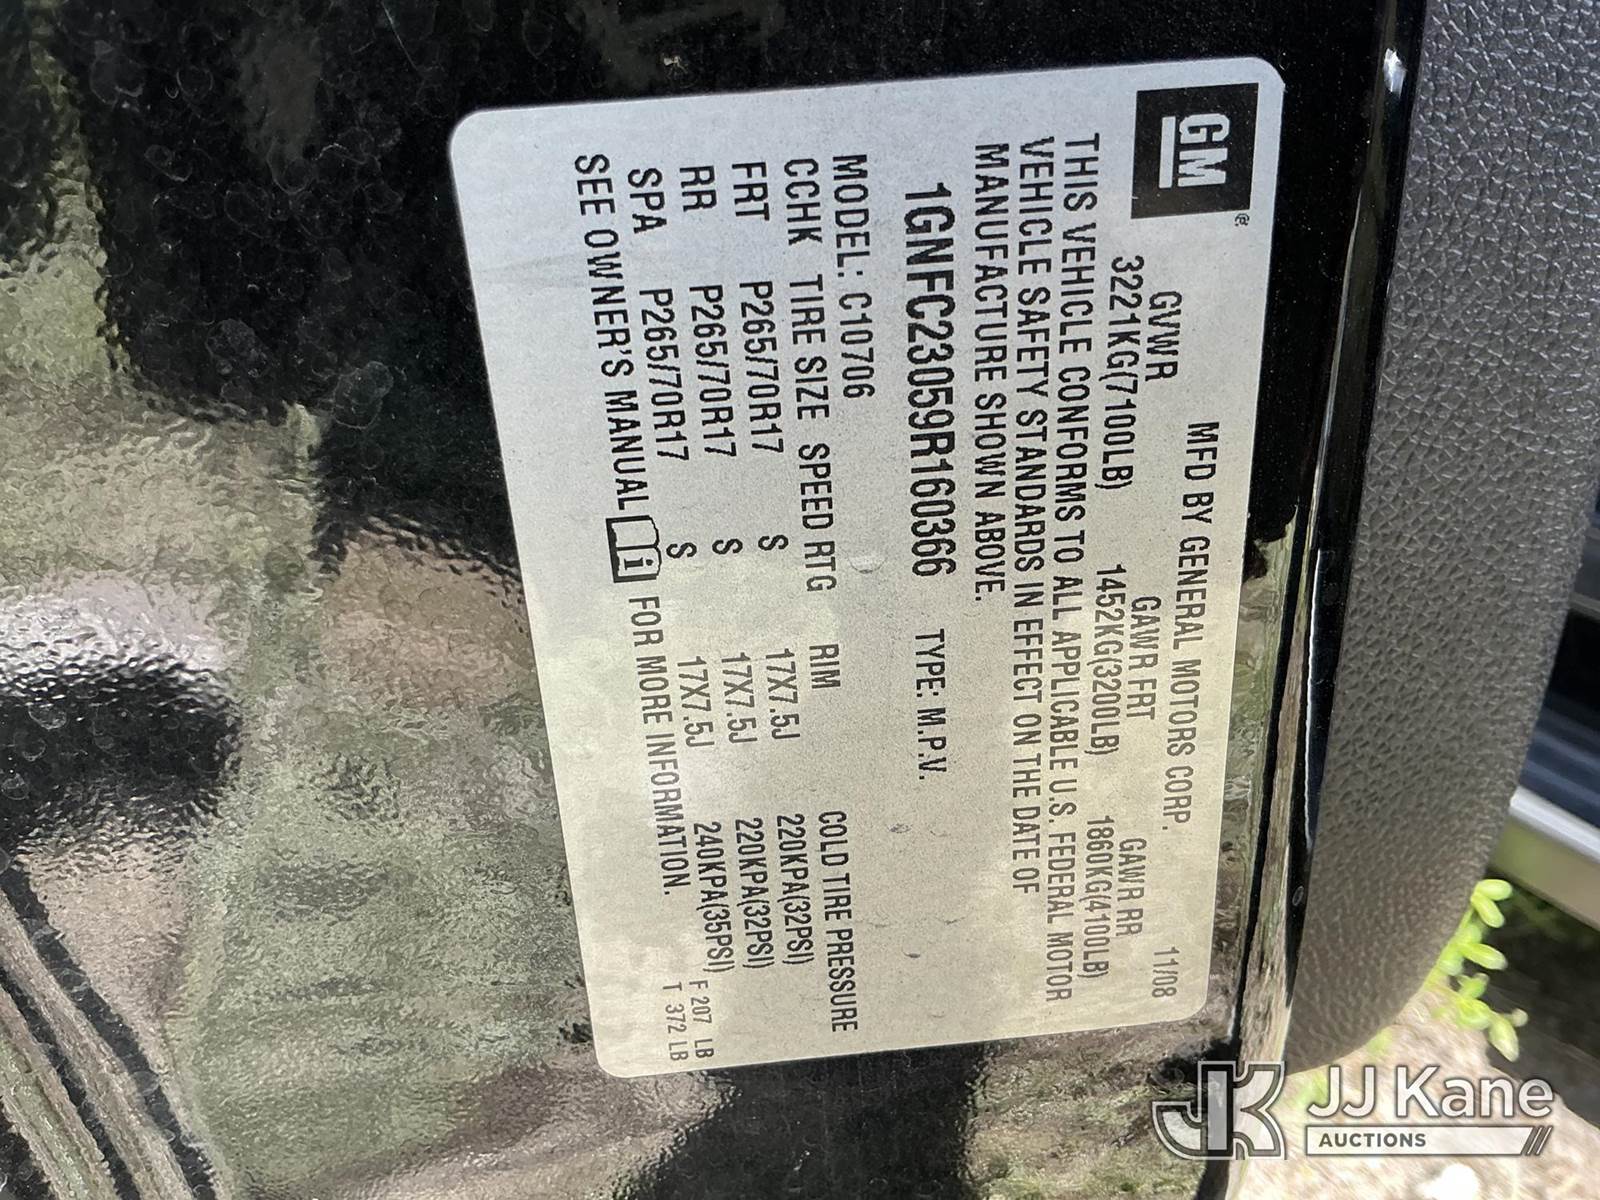 GM
MFD BY GENERAL MOTORS CORP. 11/08
GVWR GAWR FRT GAWR RR
3221KG(7100LB) 1452KG(3200LB) 1860KG(4100LB)
THIS VEHICLE CONFORMS TO ALL APPLICABLE U.S. FEDERAL MOTOR
VEHICLE SAFETY STANDARDS IN EFFECT ON THE DATE OF
MANUFACTURE SHOWN ABOVE.
1GNFC23059R160366 TYPE: M.P.V.
MODEL: C10706
CCHK TIRE SIZE SPEED RTG RIM COLD TIRE PRESSURE
FRT P265/70R17 S 17X7.5J 220KPA(32PSI)
RR P265/70R17 S 17X7.5J 220KPA(32PSI)
SPA P265/70R17 S 17X7.5J 240KPA(35PSI) F 207 LB
SEE OWNER'S MANUAL i FOR MORE INFORMATION. T 372 LB
JK JJ Kane
AUCTIONS